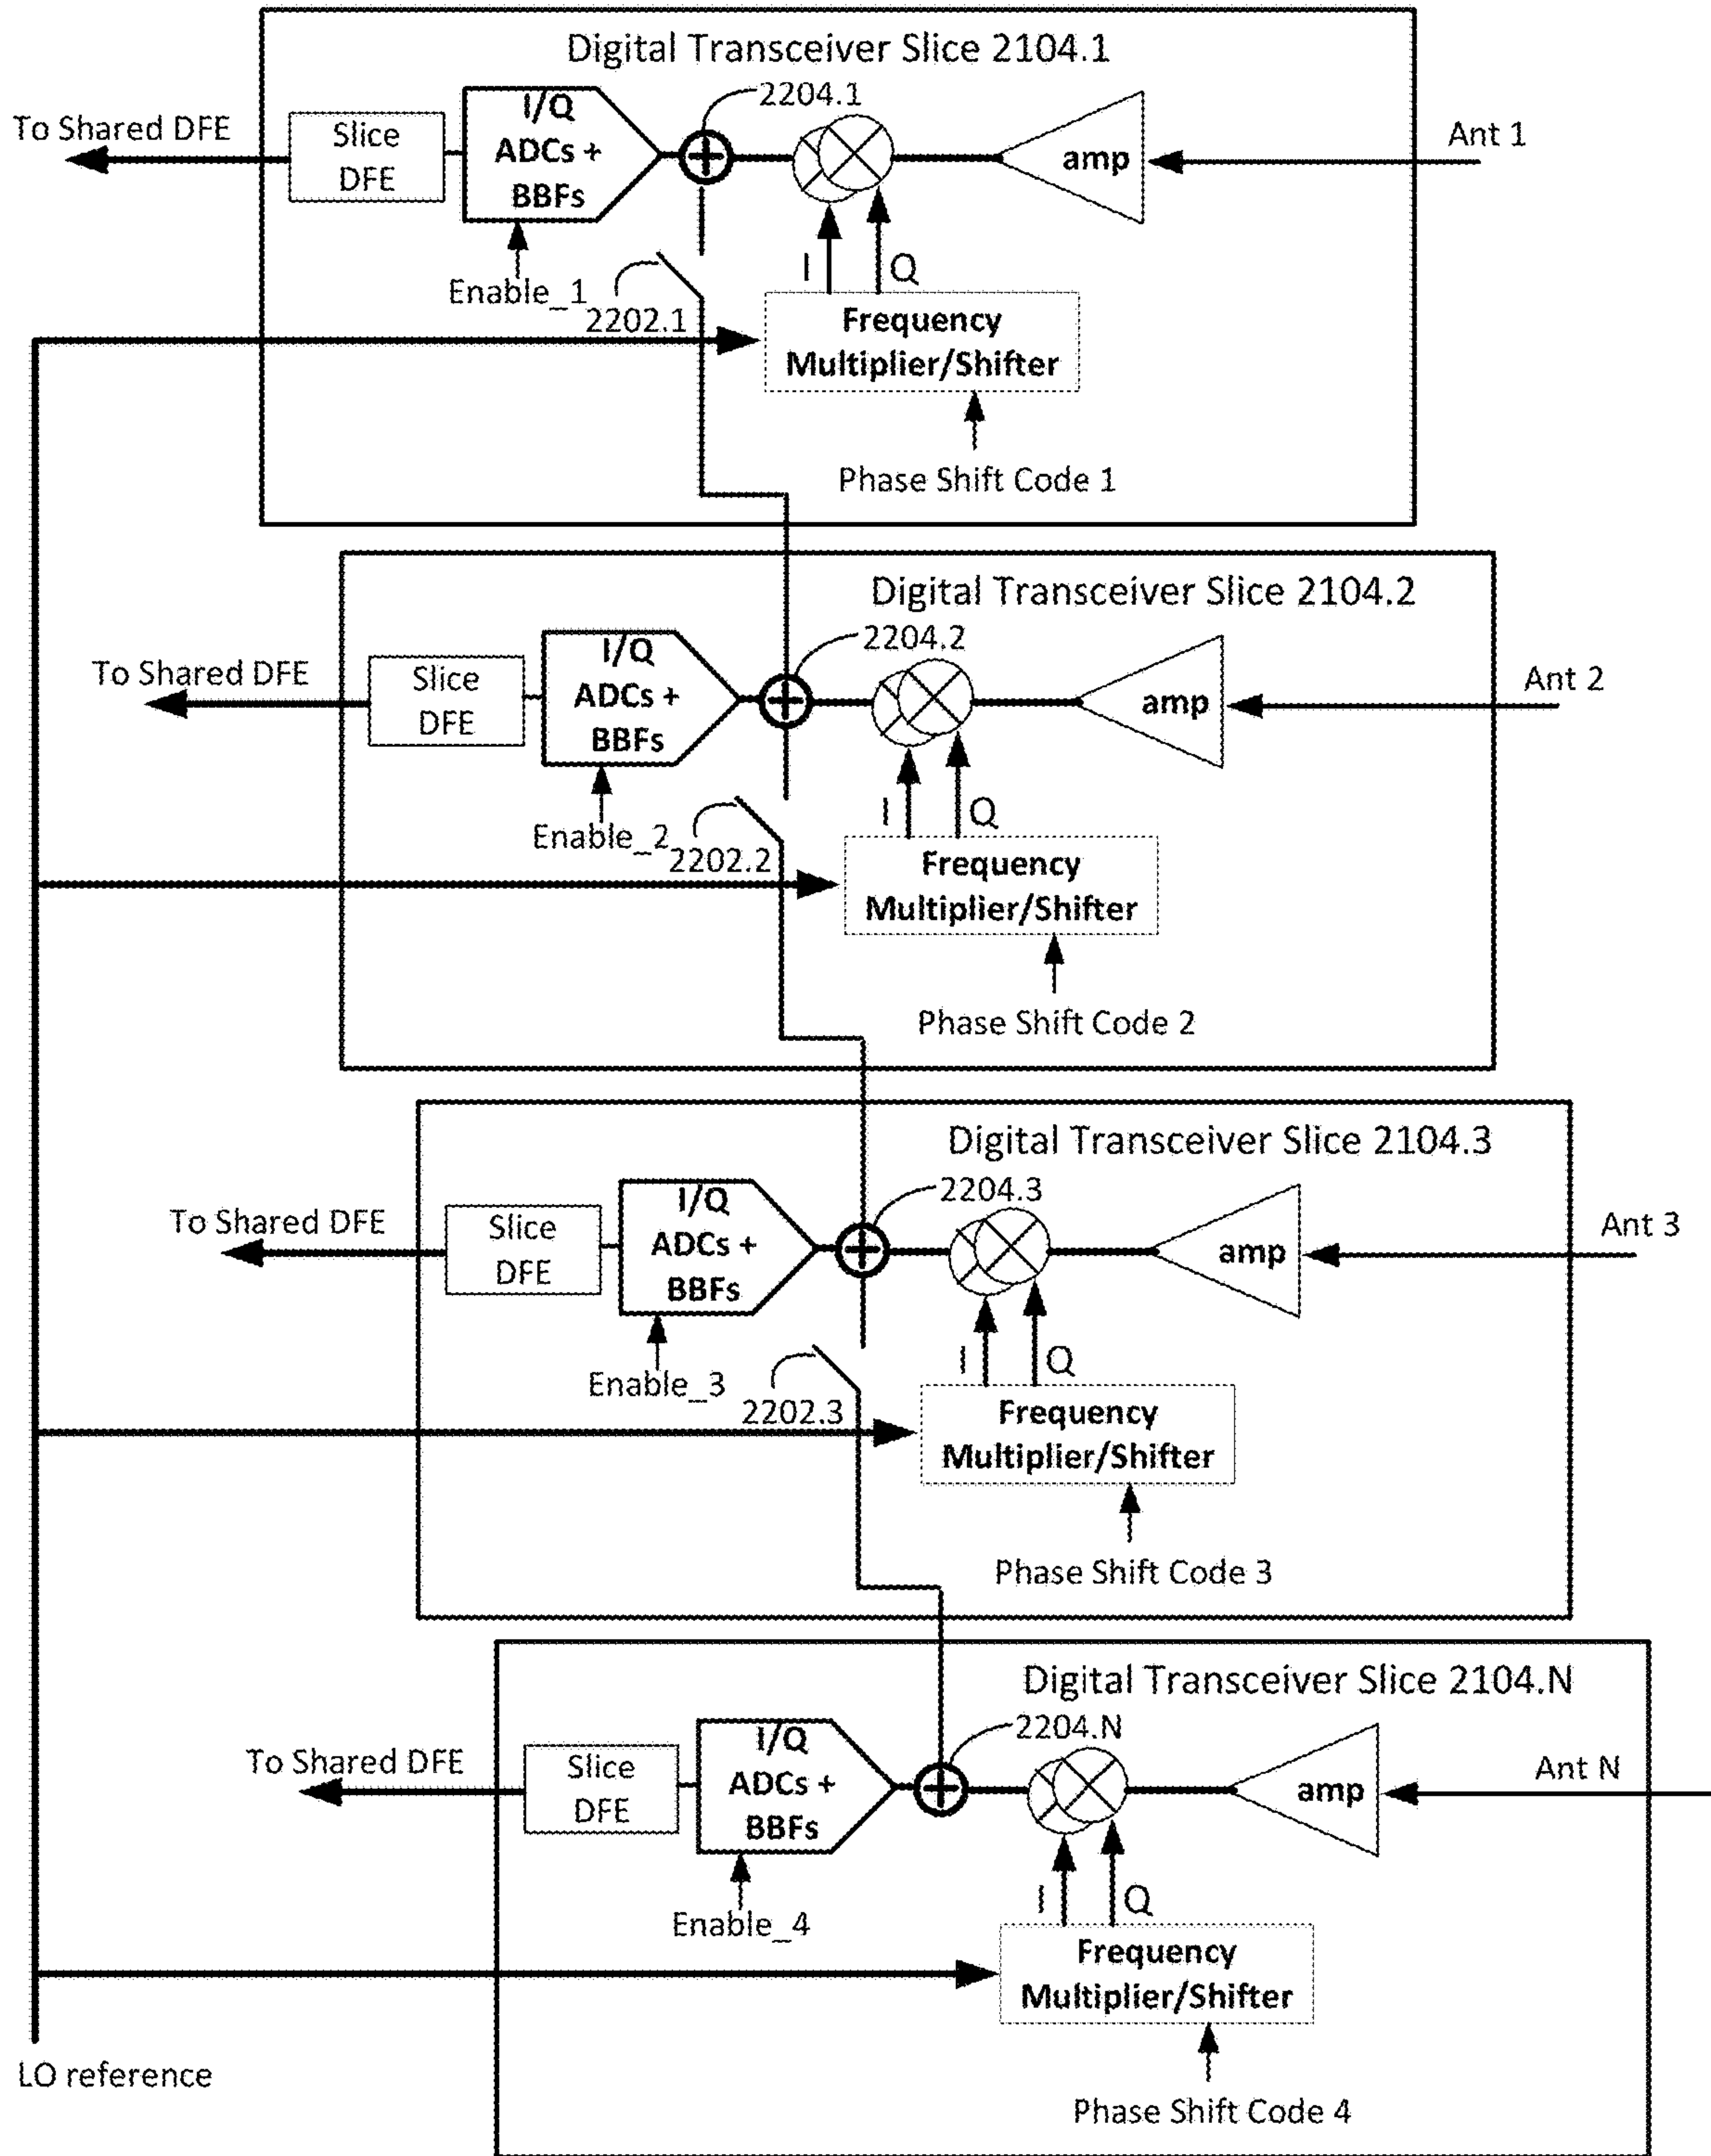 Digital Transceiver Slice 2104.1
2204.1
To Shared DFE
Slice
DFE
I/Q
ADCs +
BBFs
amp
Ant 1
Enable_1
2202.1
I
Q
Frequency
Multiplier/Shifter
Phase Shift Code 1
Digital Transceiver Slice 2104.2
2204.2
To Shared DFE
Slice
DFE
I/Q
ADCs +
BBFs
amp
Ant 2
Enable_2
2202.2
I
Q
Frequency
Multiplier/Shifter
Phase Shift Code 2
Digital Transceiver Slice 2104.3
2204.3
To Shared DFE
Slice
DFE
I/Q
ADCs +
BBFs
amp
Ant 3
Enable_3
2202.3
I
Q
Frequency
Multiplier/Shifter
Phase Shift Code 3
Digital Transceiver Slice 2104.N
2204.N
To Shared DFE
Slice
DFE
I/Q
ADCs +
BBFs
amp
Ant N
Enable_4
I
Q
Frequency
Multiplier/Shifter
LO reference
Phase Shift Code 4